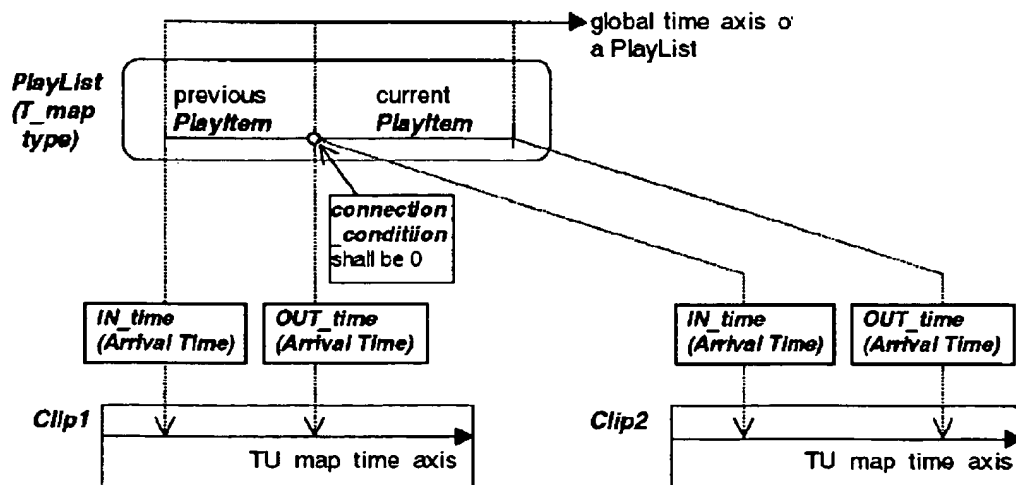 global time axis o
a PlayList
PlayList
(T_map
type)
previous
PlayItem
current
PlayItem
connection
_conditiion
shall be 0
IN_time
(Arrival Time)
OUT_time
(Arrival Time)
IN_time
(Arrival Time)
OUT_time
(Arrival Time)
Clip1
TU map time axis
Clip2
TU map time axis